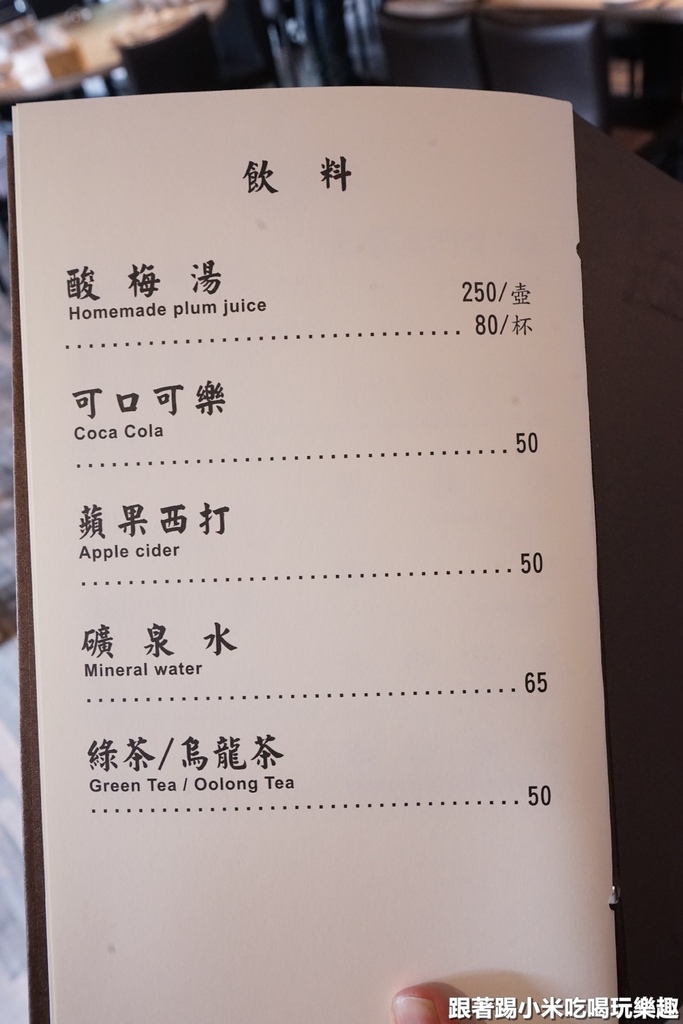 飲料
酸梅湯
Homemade plum juice
250/壺
80/杯
可口可樂
Coca Cola
50
蘋果西打
Apple cider
50
礦泉水
Mineral water
65
綠茶/烏龍茶
Green Tea / Oolong Tea
50
跟著踢小米吃喝玩樂趣